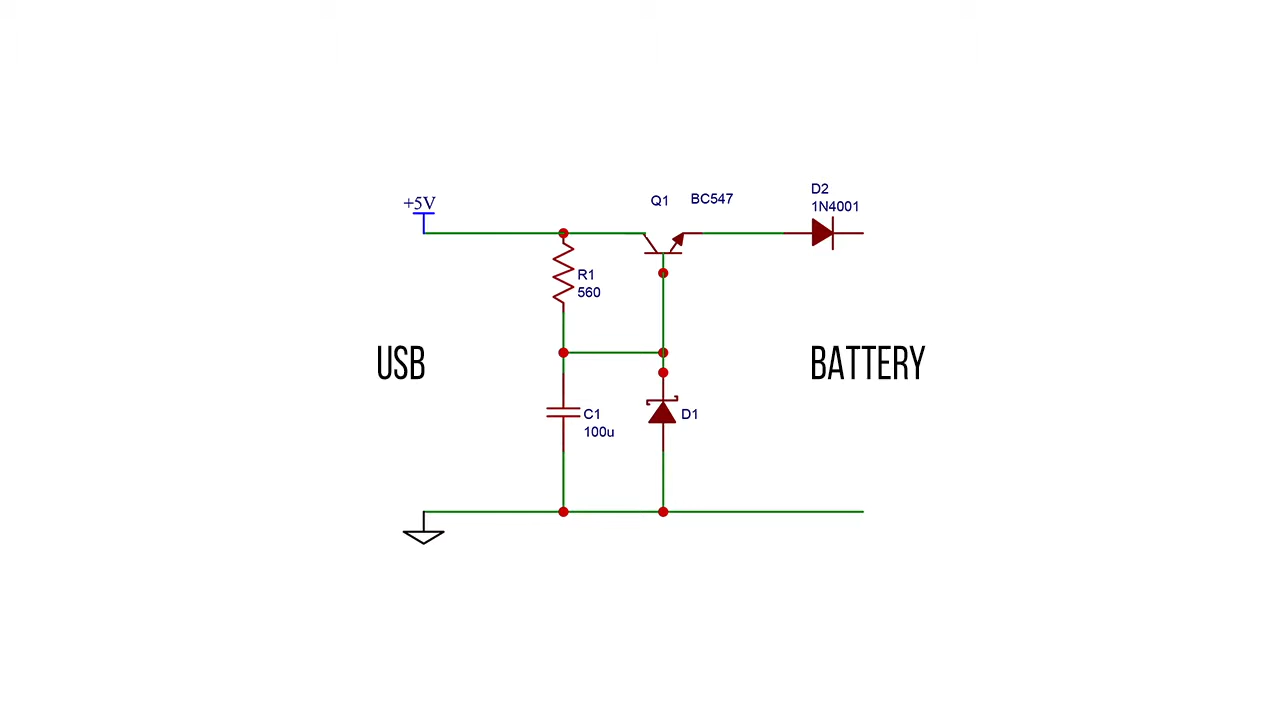 +5V
Q1
BC547
D2
1N4001
R1
560
USB
BATTERY
C1
100u
D1